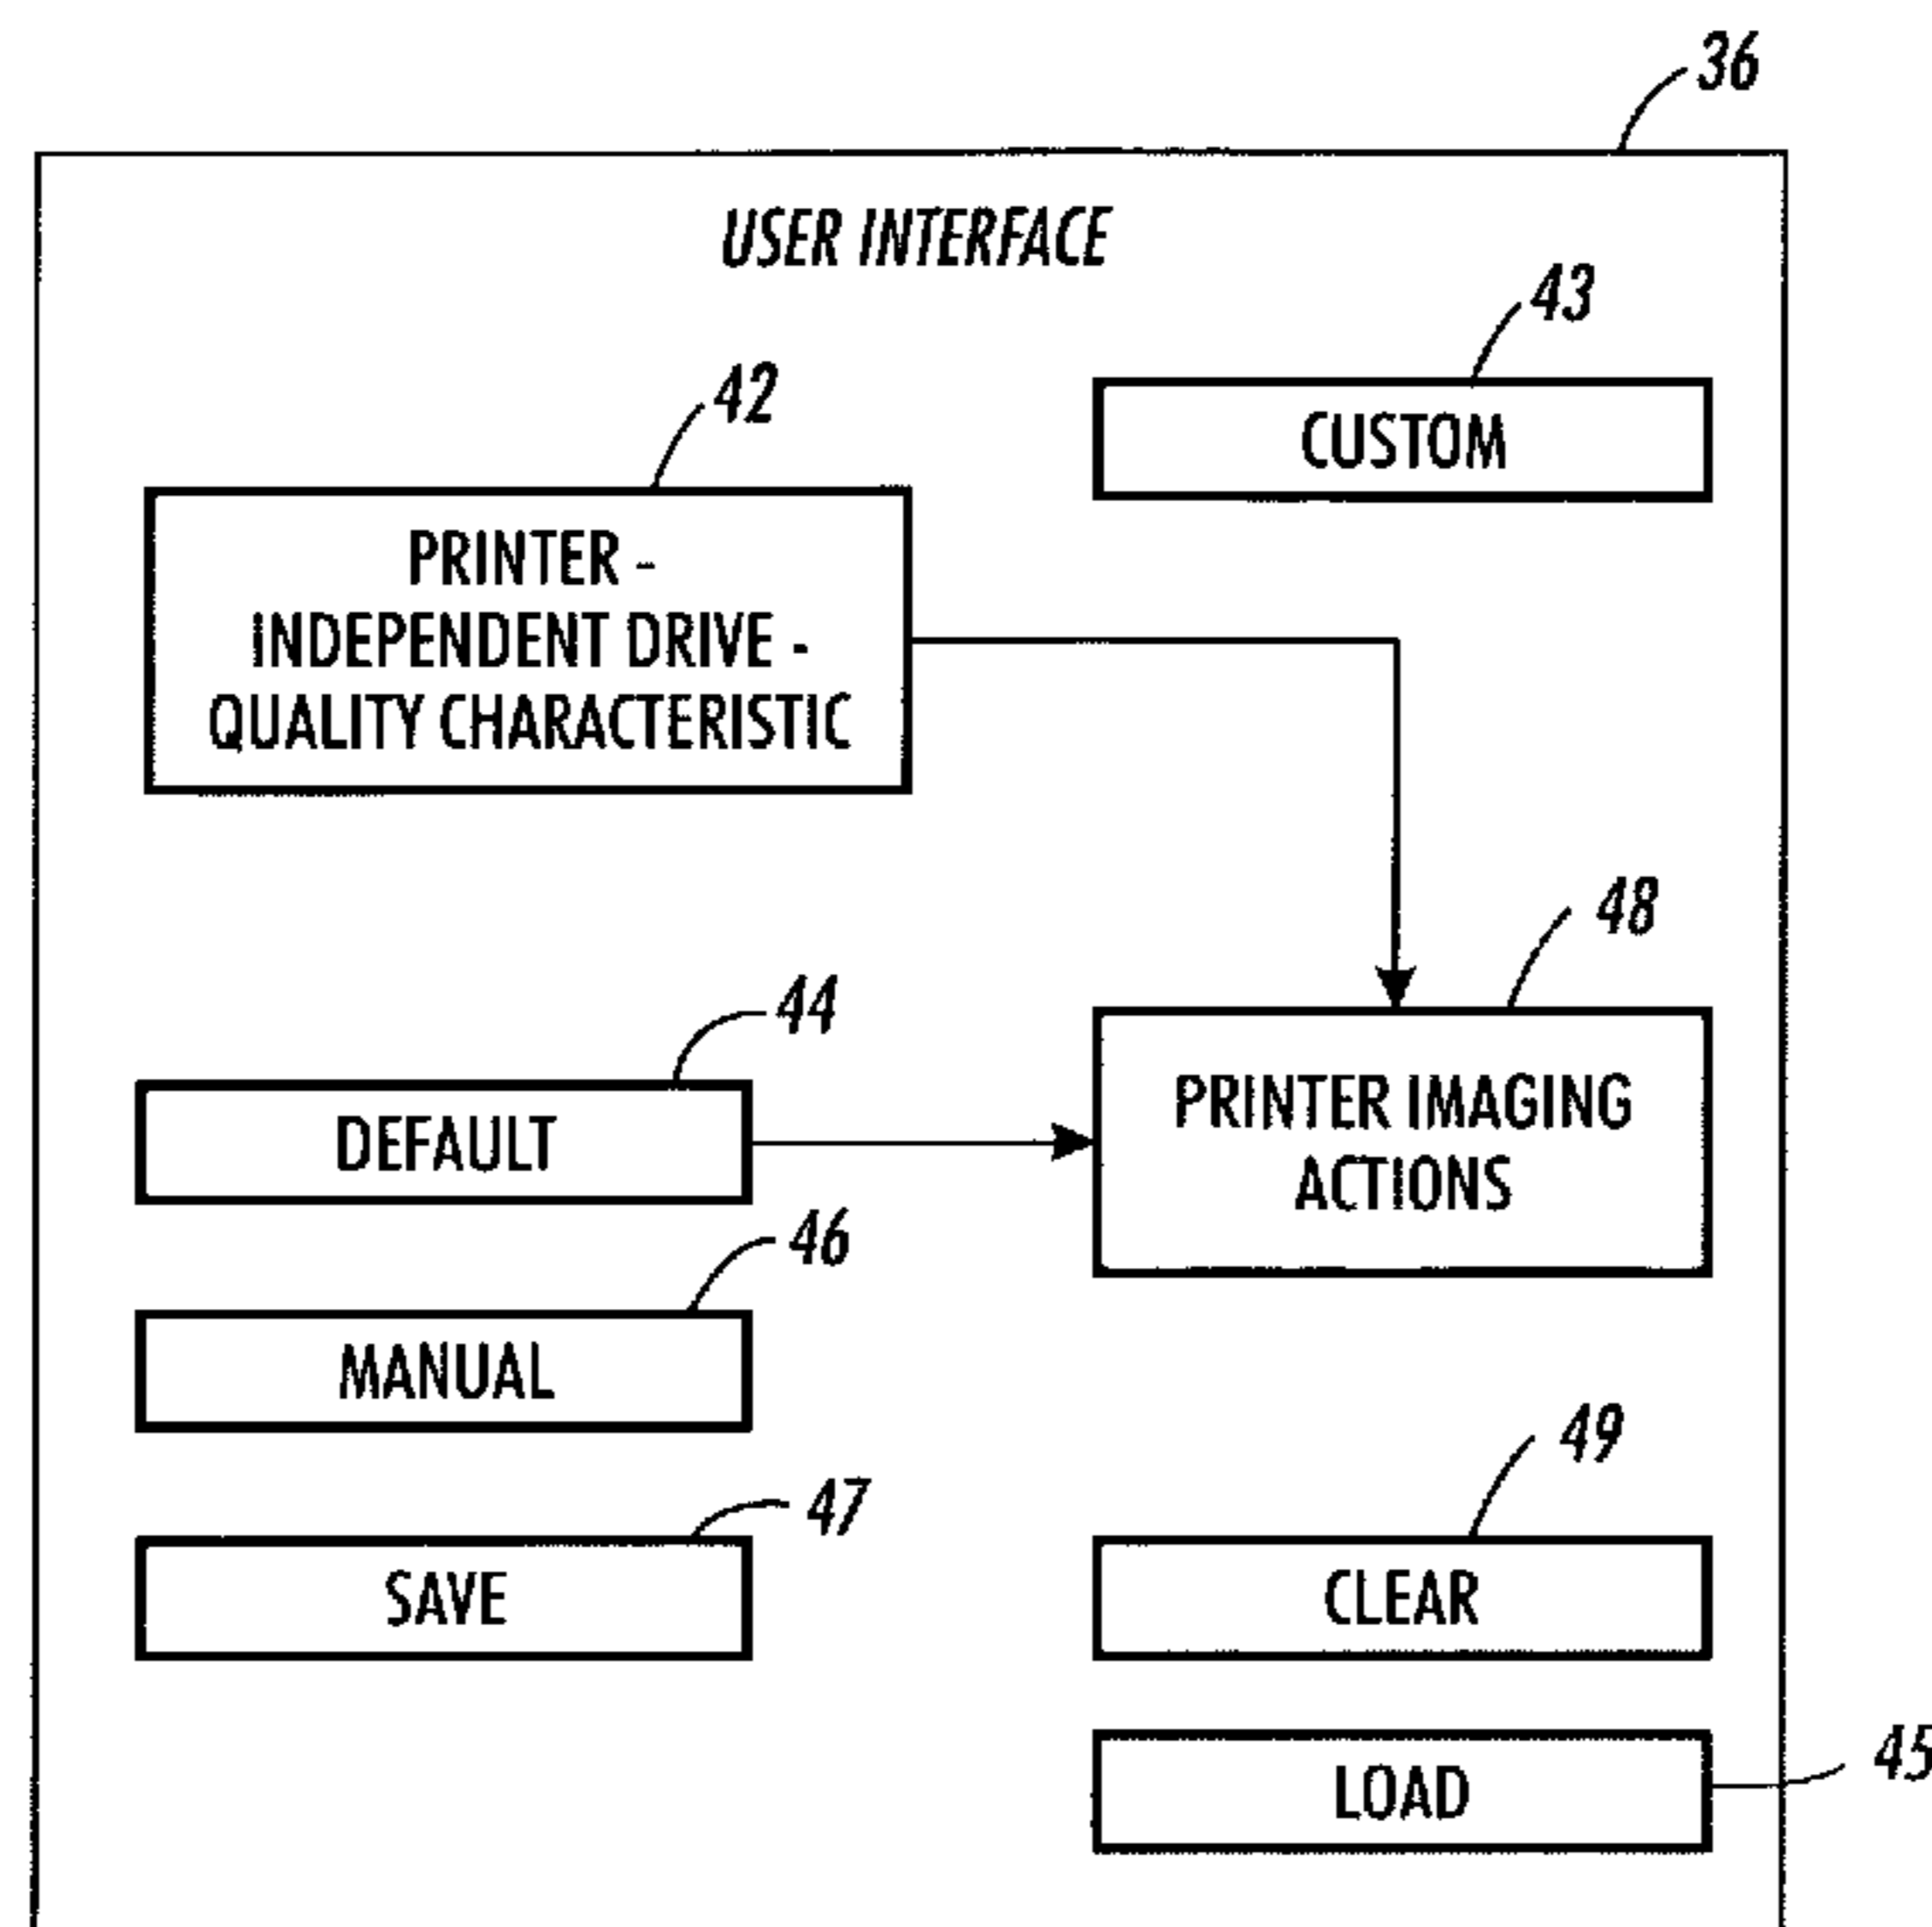 36
USER INTERFACE
43
CUSTOM
42
PRINTER -
INDEPENDENT DRIVE -
QUALITY CHARACTERISTIC
48
PRINTER IMAGING
ACTIONS
44
DEFAULT
46
MANUAL
47
SAVE
49
CLEAR
45
LOAD